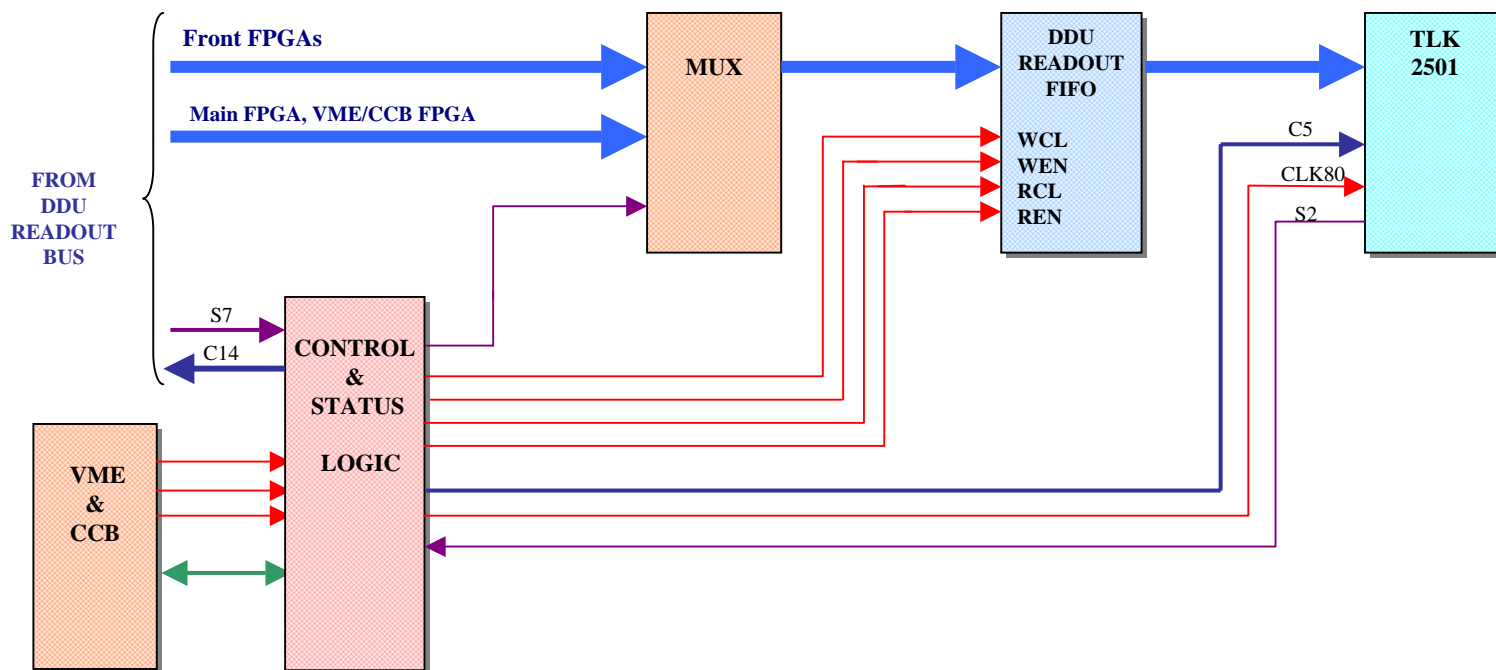 Front FPGAs
Main FPGA, VME/CCB FPGA
FROM
DDU
READOUT
BUS
MUX
DDU
READOUT
FIFO
WCL
WEN
RCL
REN
TLK
2501
C5
CLK80
S2
S7
C14
CONTROL
&
STATUS
LOGIC
VME
&
CCB